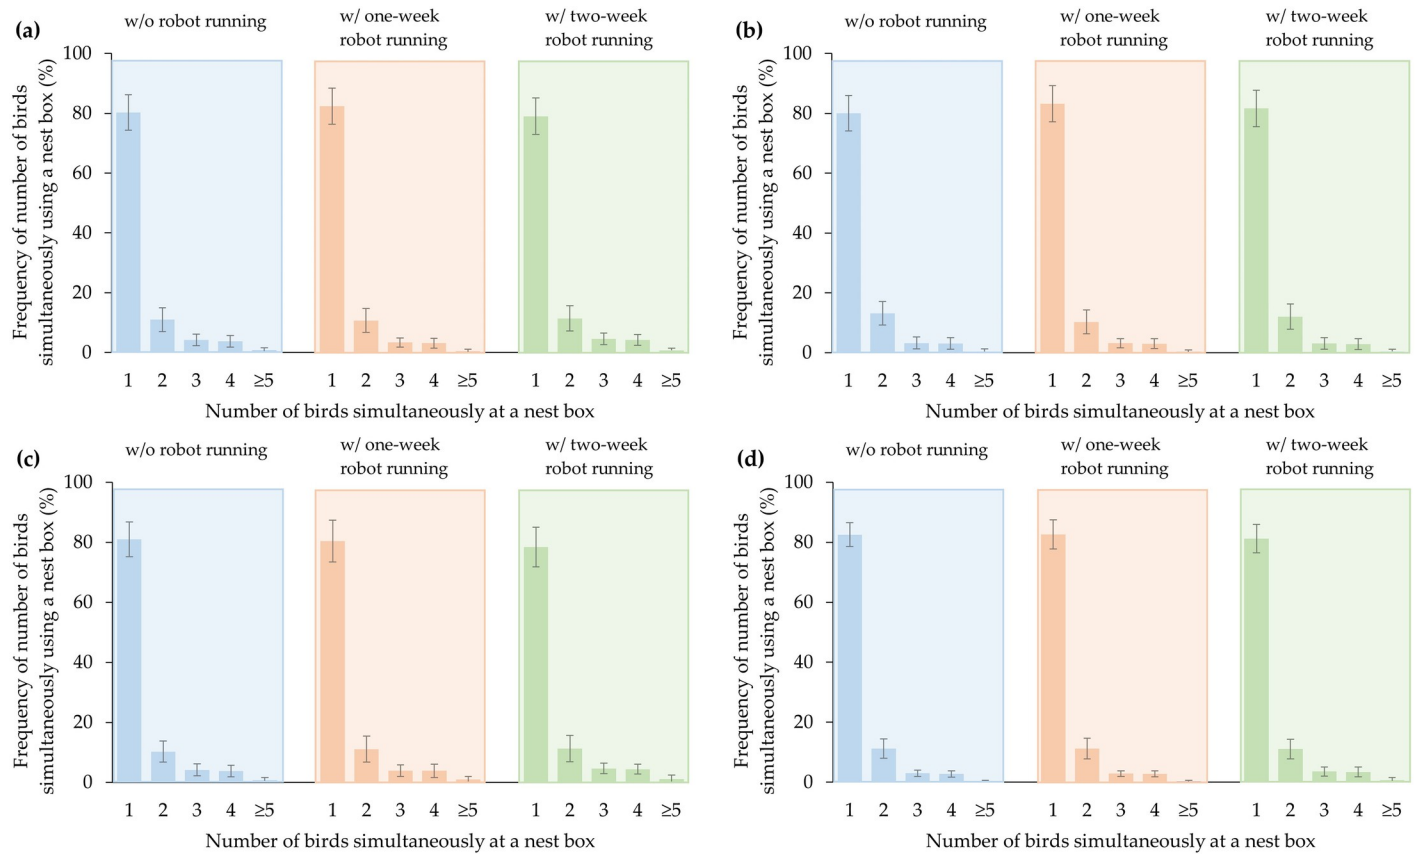 (a)
w/o robot running
w/ one-week
robot running
w/ two-week
robot running
Frequency of number of birds
simultaneously using a nest box (%)
100
80
60
40
20
0
1 2 3 4 ≥5
1 2 3 4 ≥5
1 2 3 4 ≥5
Number of birds simultaneously at a nest box
(b)
w/o robot running
w/ one-week
robot running
w/ two-week
robot running
Frequency of number of birds
simultaneously using a nest box (%)
100
80
60
40
20
0
1 2 3 4 ≥5
1 2 3 4 ≥5
1 2 3 4 ≥5
Number of birds simultaneously at a nest box
(c)
w/o robot running
w/ one-week
robot running
w/ two-week
robot running
Frequency of number of birds
simultaneously using a nest box (%)
100
80
60
40
20
0
1 2 3 4 ≥5
1 2 3 4 ≥5
1 2 3 4 ≥5
Number of birds simultaneously at a nest box
(d)
w/o robot running
w/ one-week
robot running
w/ two-week
robot running
Frequency of number of birds
simultaneously using a nest box (%)
100
80
60
40
20
0
1 2 3 4 ≥5
1 2 3 4 ≥5
1 2 3 4 ≥5
Number of birds simultaneously at a nest box